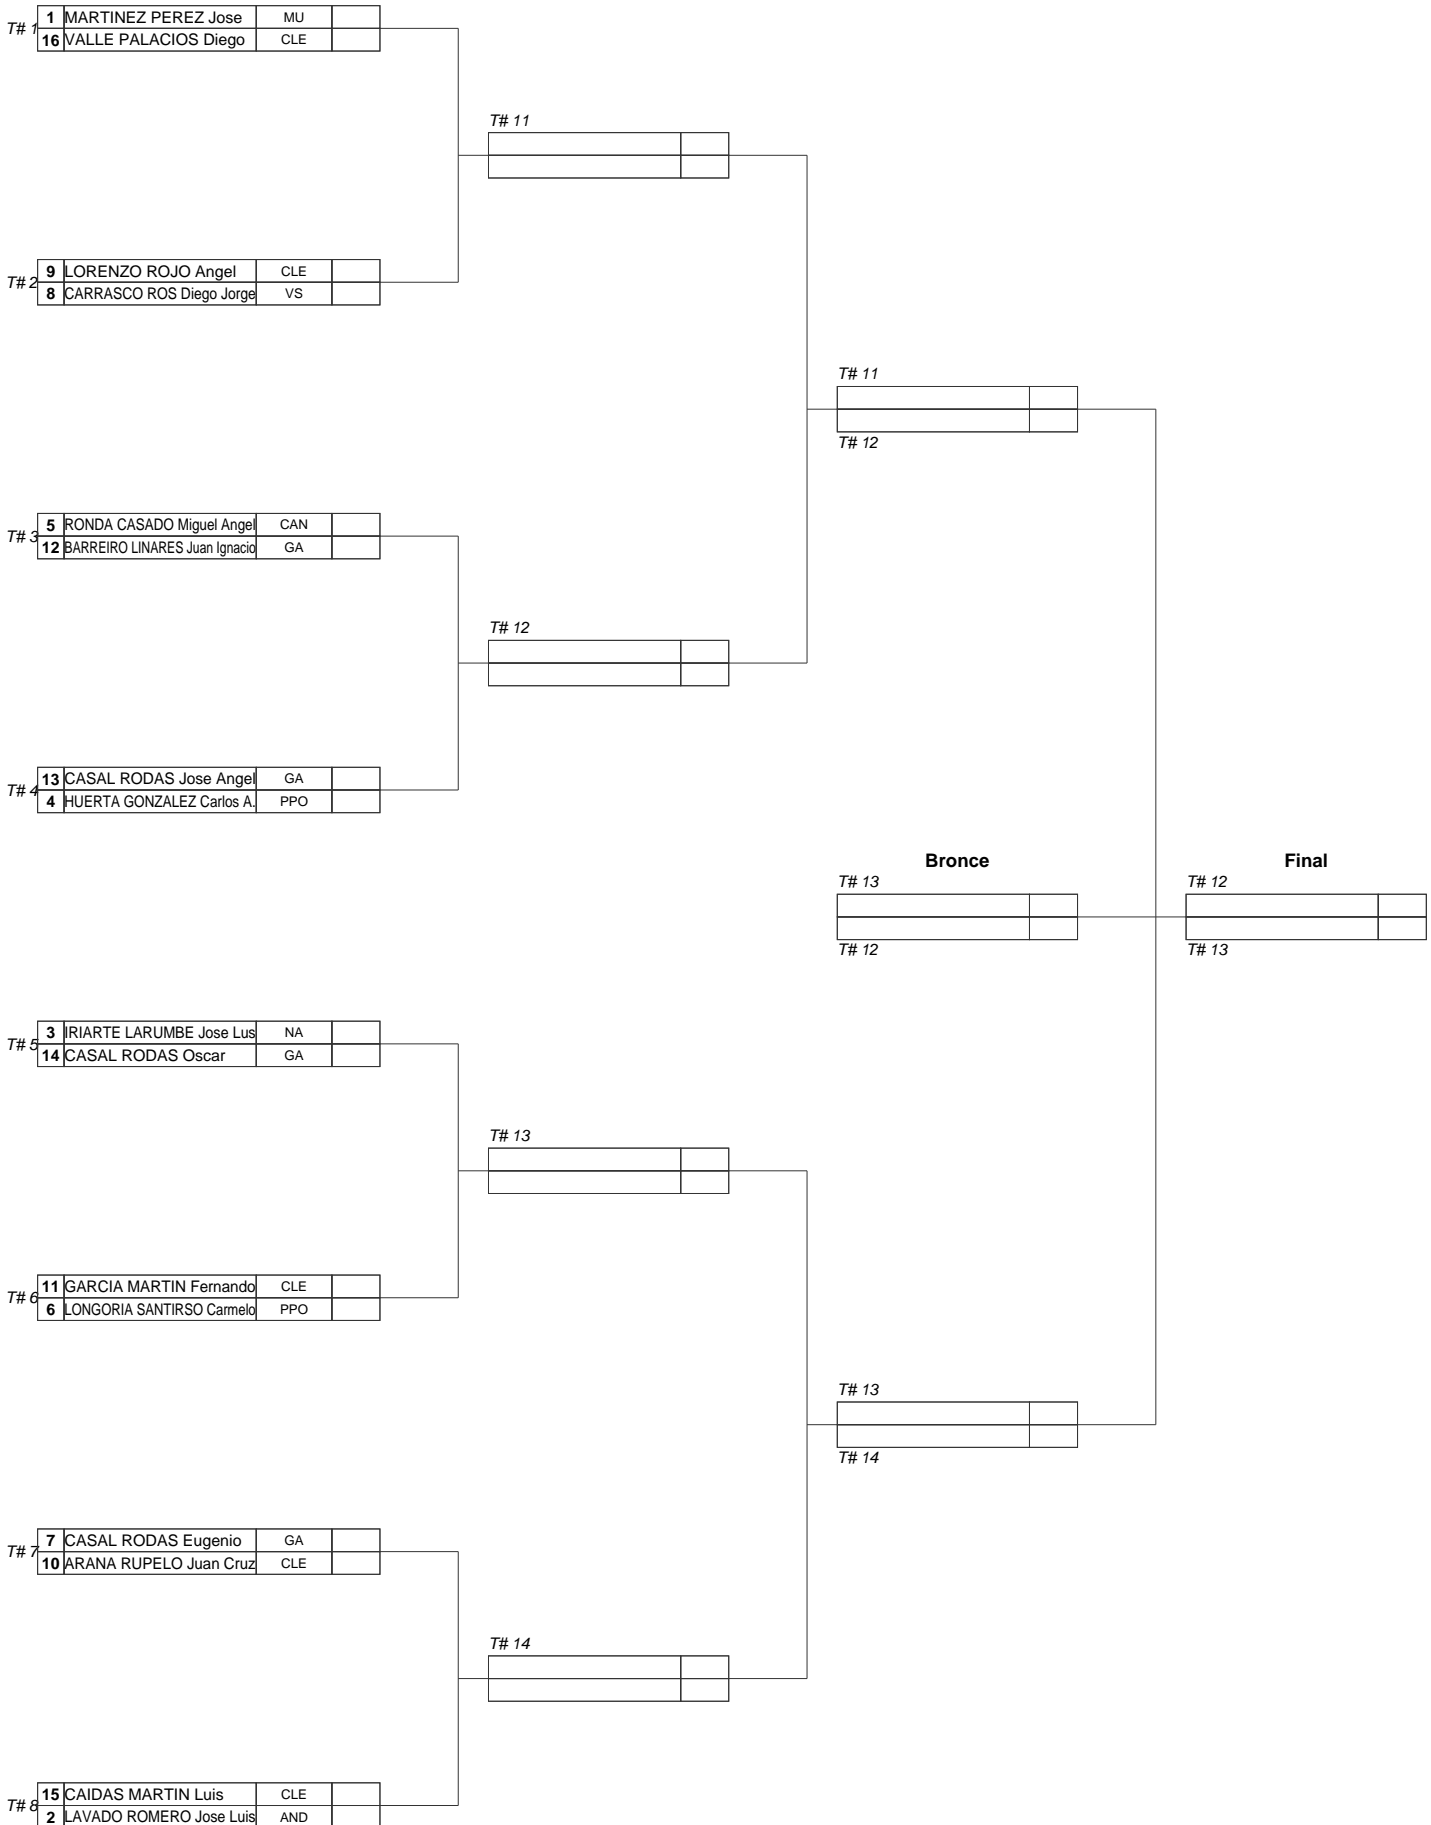 T# 1
1 MARTINEZ PEREZ Jose MU
16 VALLE PALACIOS Diego CLE
T# 11
T# 2
9 LORENZO ROJO Angel CLE
8 CARRASCO ROS Diego Jorge VS
T# 11
T# 12
T# 3
5 RONDA CASADO Miguel Angel CAN
12 BARREIRO LINARES Juan Ignacio GA
T# 12
T# 4
13 CASAL RODAS Jose Angel GA
4 HUERTA GONZALEZ Carlos A. PPO
Bronce
T# 13
T# 12
Final
T# 12
T# 13
T# 5
3 IRIARTE LARUMBE Jose Lus NA
14 CASAL RODAS Oscar GA
T# 13
T# 6
11 GARCIA MARTIN Fernando CLE
6 LONGORIA SANTIRSO Carmelo PPO
T# 13
T# 14
T# 7
7 CASAL RODAS Eugenio GA
10 ARANA RUPELO Juan Cruz CLE
T# 14
T# 8
15 CAIDAS MARTIN Luis CLE
2 LAVADO ROMERO Jose Luis AND